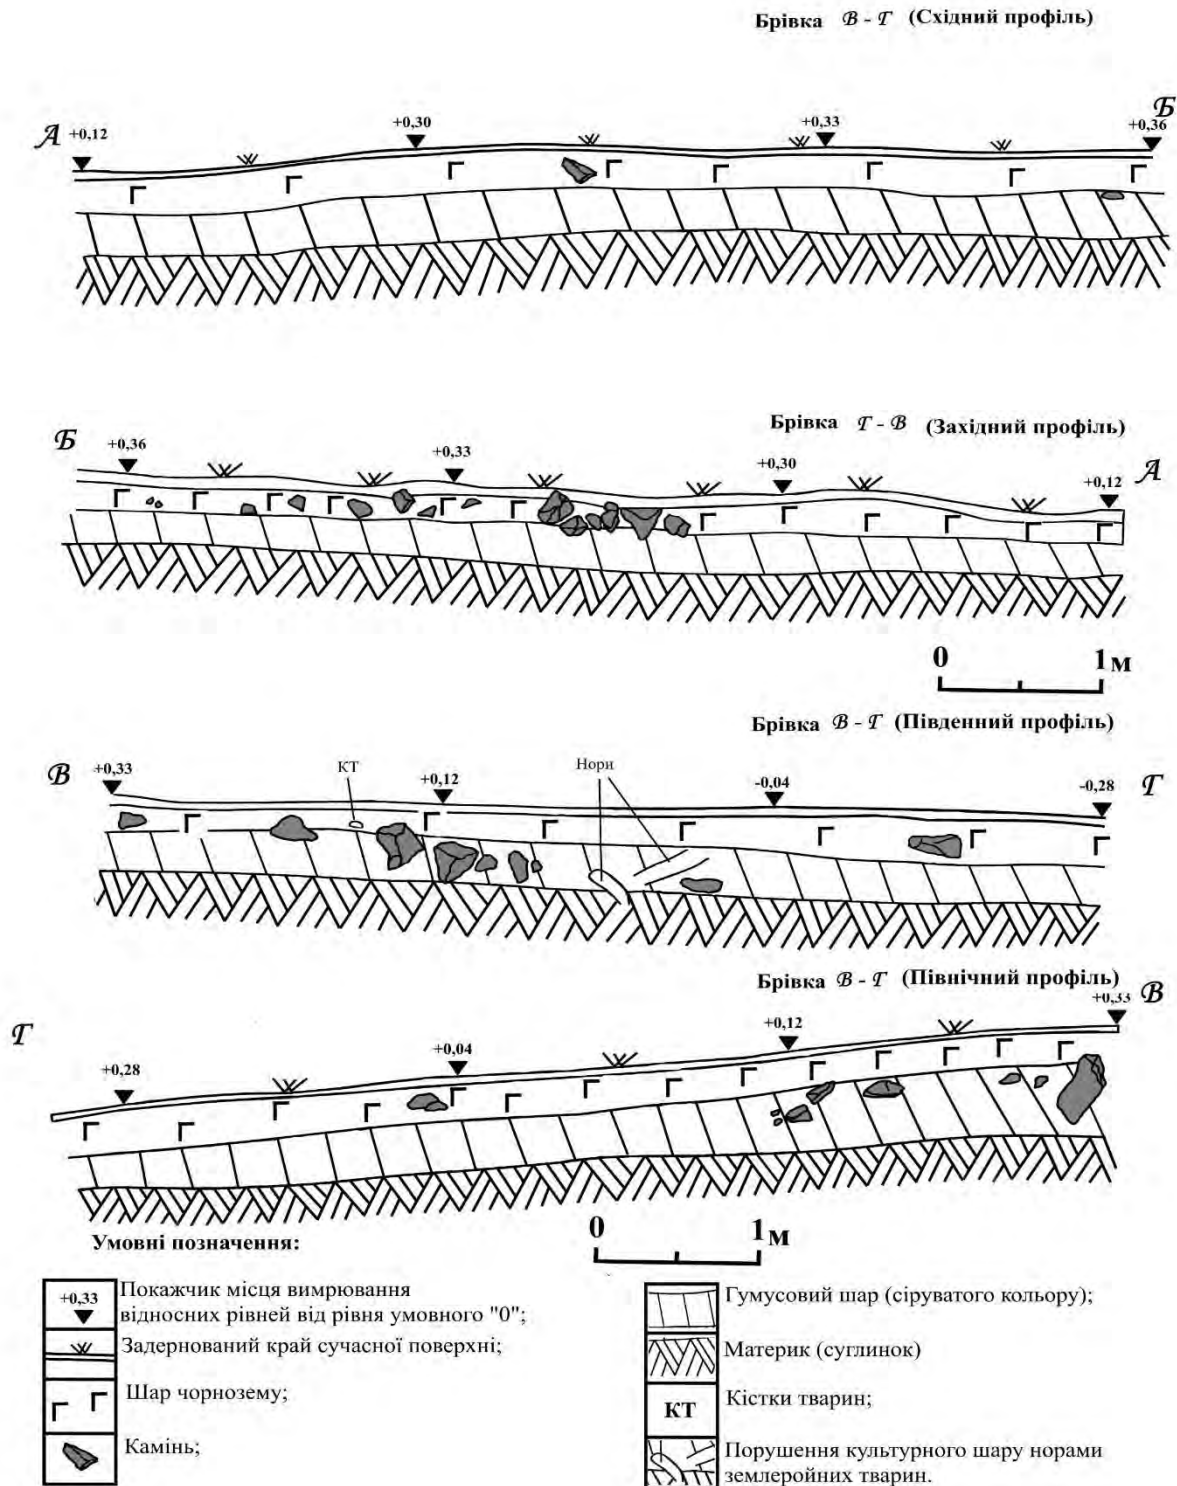 Брівка В - Г (Східний профіль)
А +0,12 +0,30 +0,33 +0,36 Б
Брівка Г - В (Західний профіль)
Б +0,36 +0,33 +0,30 +0,12 А
0 1м
Брівка В - Г (Південний профіль)
В +0,33 КТ +0,12 Нори -0,04 -0,28 Г
Брівка В - Г (Північний профіль)
Г +0,28 +0,04 +0,12 +0,33 В
0 1м
Умовні позначення:
+0,33 Покажчик місця вимрювання
відносних рівней від рівня умовного "0";
Задернований край сучасної поверхні;
Шар чорнозему;
Камінь;
Гумусовий шар (сіруватого кольору);
Материк (суглинок)
КТ Кістки тварин;
Порушення культурного шару норами
землеройних тварин.